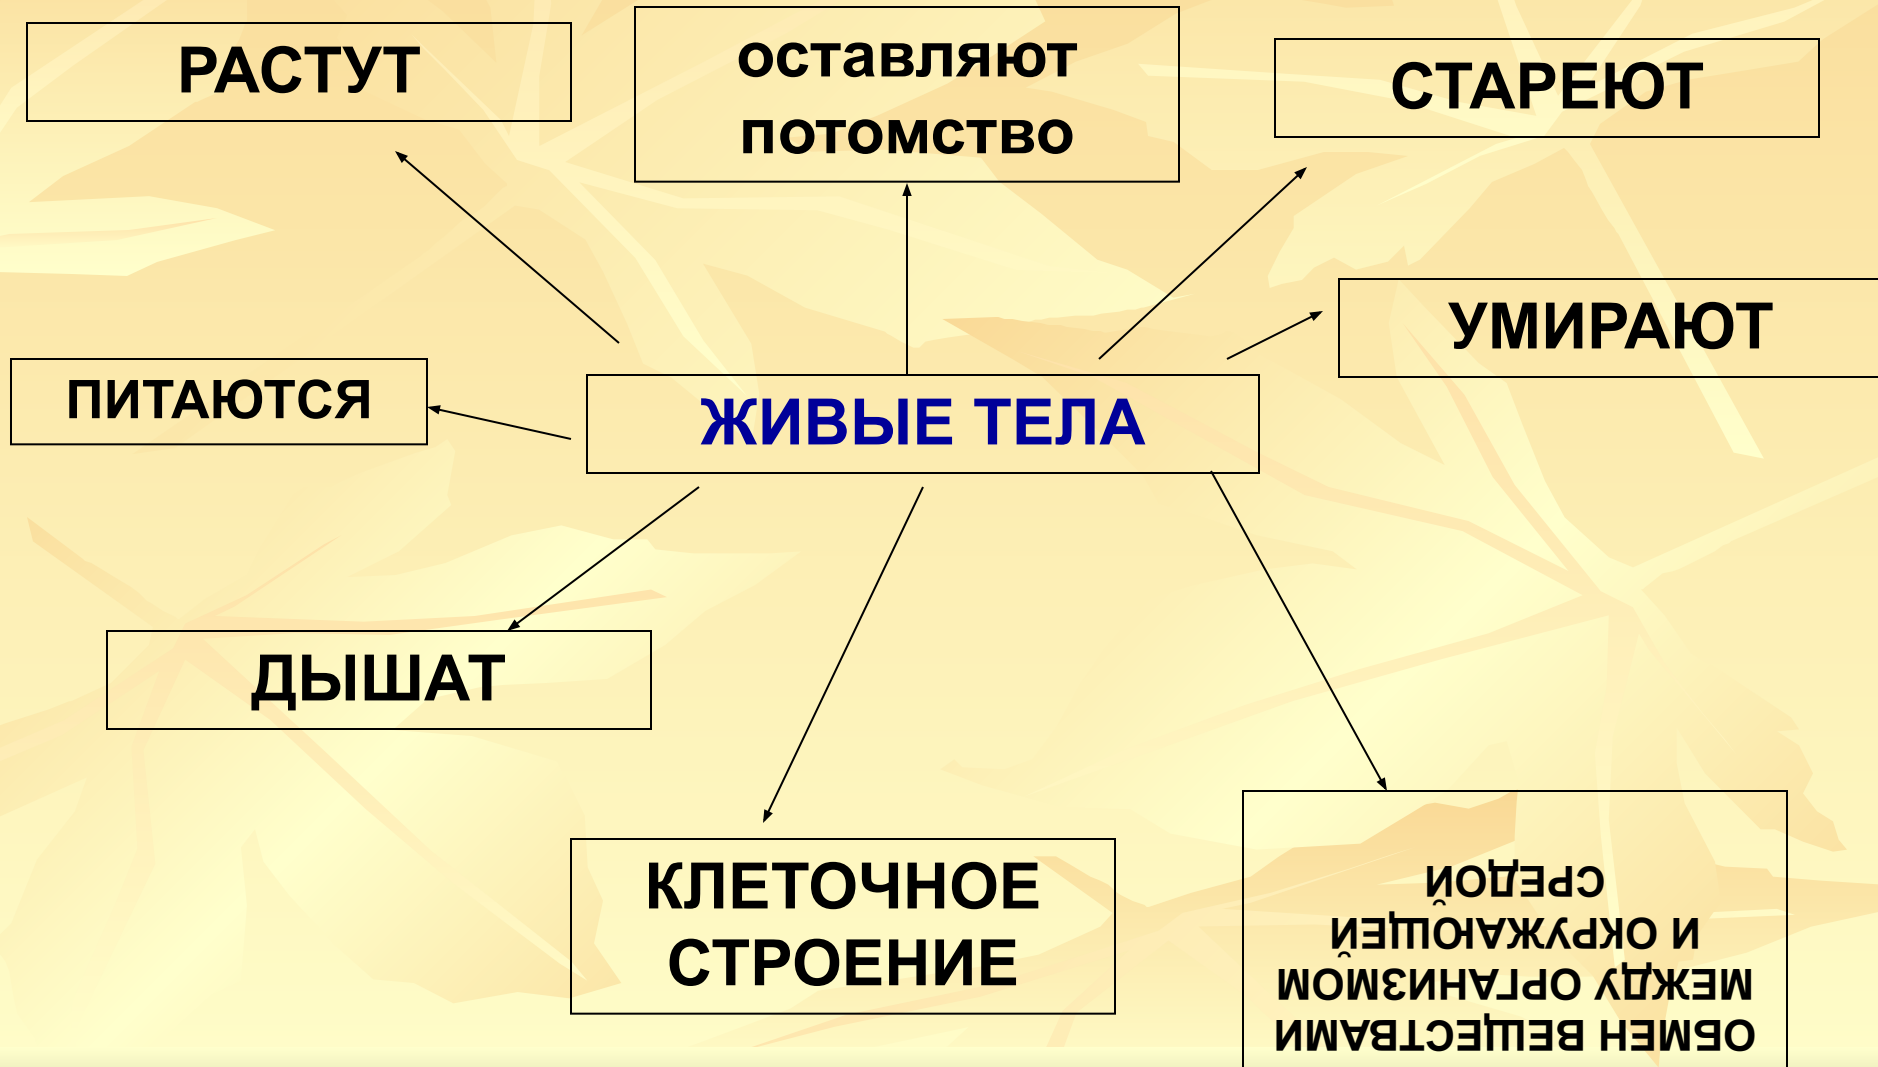 РАСТУТ
оставляют
потомство
СТАРЕЮТ
УМИРАЮТ
ПИТАЮТСЯ
ЖИВЫЕ ТЕЛА
ДЫШАТ
КЛЕТОЧНОЕ
СТРОЕНИЕ
ОБМЕН ВЕЩЕСТВАМИ
МЕЖДУ ОРГАНИЗМОМ
И ОКРУЖАЮЩЕЙ
СРЕДОЙ